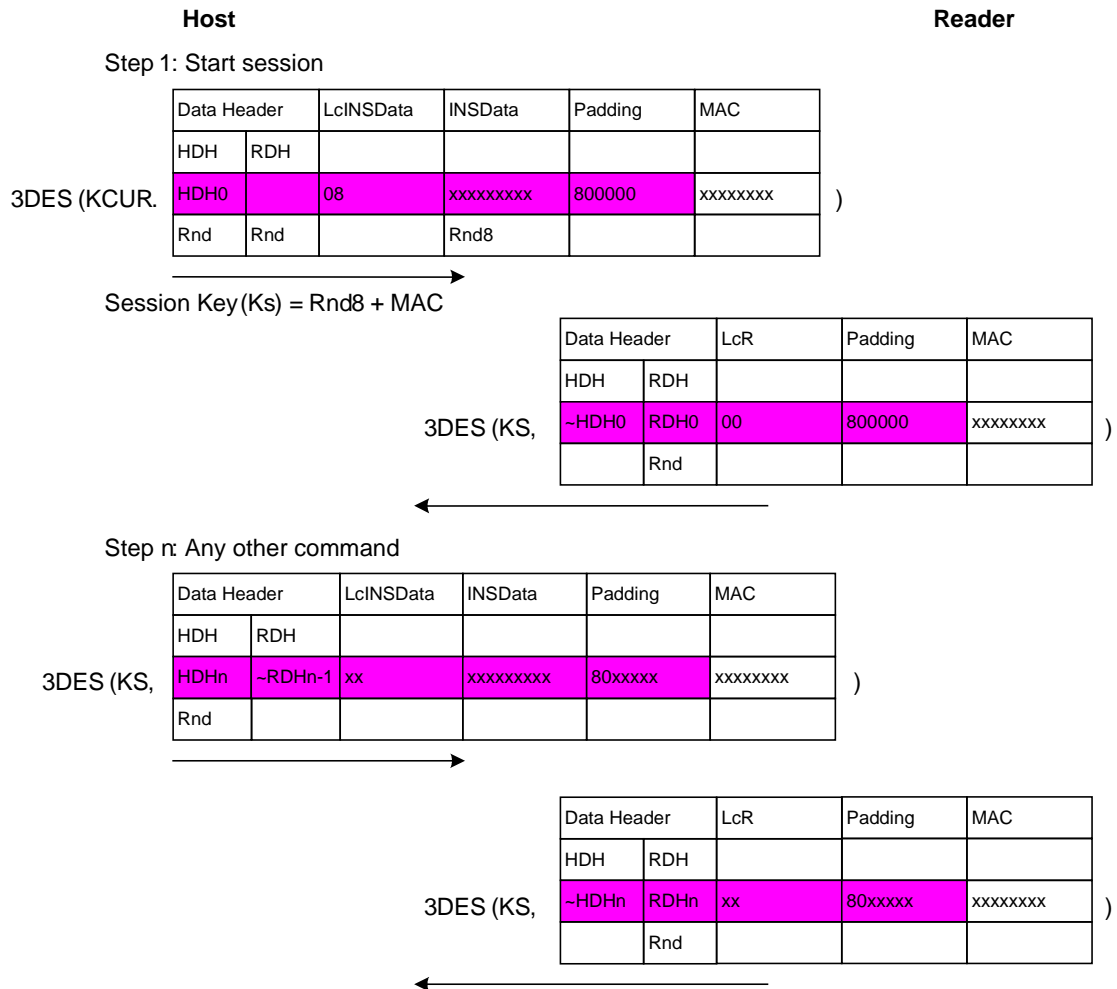 Host Reader
Step 1: Start session
Data Header LcINSData INSData Padding MAC
HDH RDH
3DES (KCUR. HDH0 08 xxxxxxxxx 800000 xxxxxxxx )
Rnd Rnd Rnd8
Session Key(Ks) = Rnd8 + MAC
Data Header LcR Padding MAC
HDH RDH
3DES (KS, ~HDH0 RDH0 00 800000 xxxxxxxx )
Rnd
Step n: Any other command
Data Header LcINSData INSData Padding MAC
HDH RDH
3DES (KS, HDHn ~RDHn-1 xx xxxxxxxxx 80xxxxx xxxxxxxx )
Rnd
Data Header LcR Padding MAC
HDH RDH
3DES (KS, ~HDHn RDHn xx 80xxxxx xxxxxxxx )
Rnd